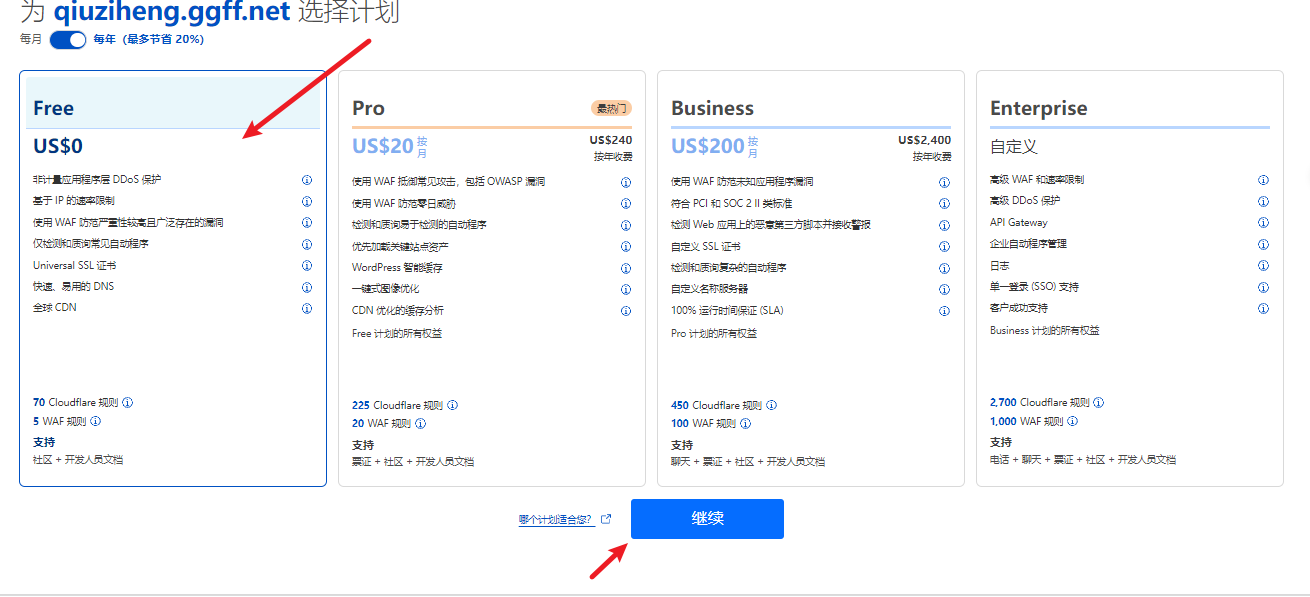 为 qiuziheng.ggff.net 选择计划
每月 每年（最多节省 20%）
Free
US$0
非计量应用程序层 DDoS 保护
基于 IP 的速率限制
使用 WAF 防范严重性较高且广泛存在的漏洞
仅检测和质询常见自动程序
Universal SSL 证书
快速、易用的 DNS
全球 CDN
70 Cloudflare 规则
5 WAF 规则
支持
社区 + 开发人员文档
Pro 最热门
US$20 按月 US$240
按年收费
使用 WAF 抵御常见攻击，包括 OWASP 漏洞
使用 WAF 防范零日威胁
检测和质询易于检测的自动程序
优先加载关键站点资产
WordPress 智能缓存
一键式图像优化
CDN 优化的缓存分析
Free 计划的所有权益
225 Cloudflare 规则
20 WAF 规则
支持
票证 + 社区 + 开发人员文档
Business
US$200 按月 US$2,400
按年收费
使用 WAF 防范未知应用程序漏洞
符合 PCI 和 SOC 2 II 类标准
检测 Web 应用上的恶意第三方脚本并接收警报
自定义 SSL 证书
检测和质询复杂的自动程序
自定义名称服务器
100% 运行时间保证 (SLA)
Pro 计划的所有权益
450 Cloudflare 规则
100 WAF 规则
支持
聊天 + 票证 + 社区 + 开发人员文档
Enterprise
自定义
高级 WAF 和速率限制
高级 DDoS 保护
API Gateway
企业自动程序管理
日志
单一登录 (SSO) 支持
客户成功支持
Business 计划的所有权益
2,700 Cloudflare 规则
1,000 WAF 规则
支持
电话 + 聊天 + 票证 + 社区 + 开发人员文档
哪个计划适合您？ 继续